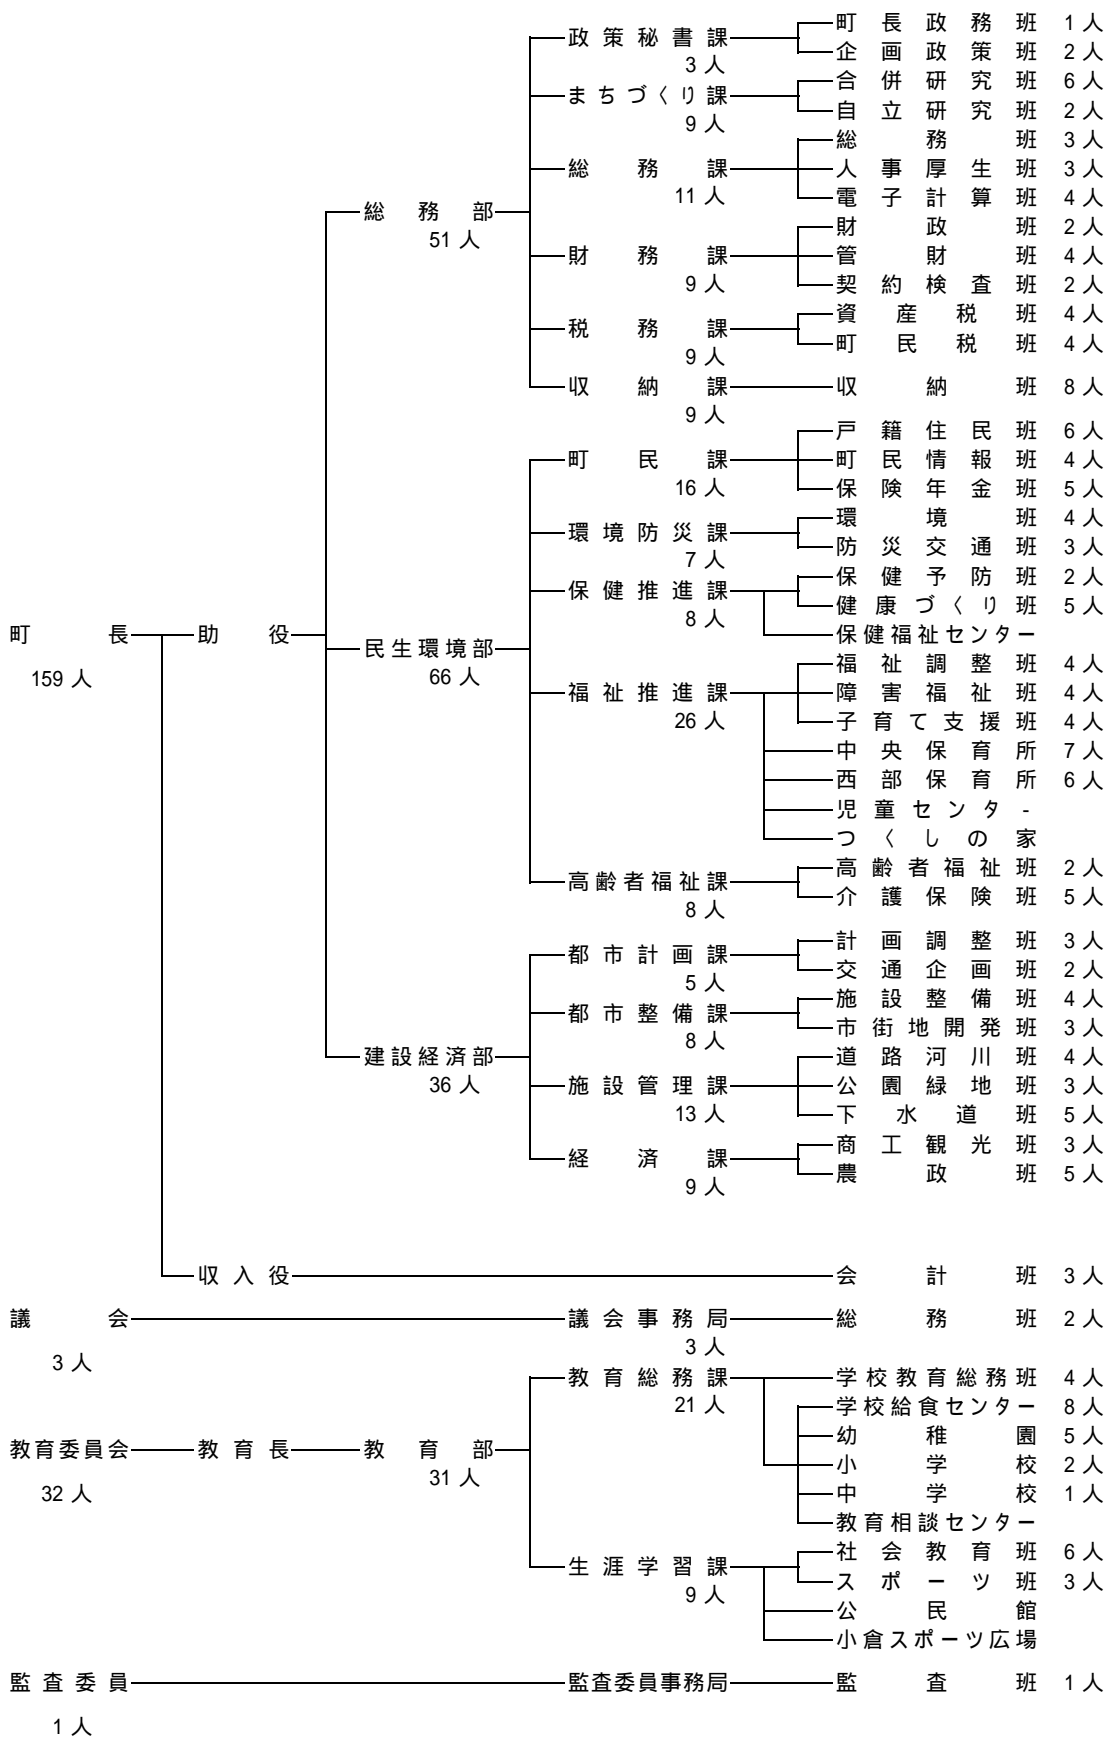 町長 159人
助役
総務部 51人
政策秘書課 3人
町長政務班 1人
企画政策班 2人
まちづくり課 9人
合併研究班 6人
自立研究班 2人
総務課 11人
総務班 3人
人事厚生班 3人
電子計算班 4人
財務課 9人
財政班 2人
管財班 4人
契約検査班 2人
税務課 9人
資産税班 4人
町民税班 4人
収納課 9人
収納班 8人
民生環境部 66人
町民課 16人
戸籍住民班 6人
町民情報班 4人
保険年金班 5人
環境防災課 7人
環境班 4人
防災交通班 3人
保健推進課 8人
保健予防班 2人
健康づくり班 5人
保健福祉センター
福祉推進課 26人
福祉調整班 4人
障害福祉班 4人
子育て支援班 4人
中央保育所 7人
西部保育所 6人
児童センタ-
つくしの家
高齢者福祉課 8人
高齢者福祉班 2人
介護保険班 5人
建設経済部 36人
都市計画課 5人
計画調整班 3人
交通企画班 2人
都市整備課 8人
施設整備班 4人
市街地開発班 3人
施設管理課 13人
道路河川班 4人
公園緑地班 3人
下水道班 5人
経済課 9人
商工観光班 3人
農政班 5人
収入役
会計班 3人
議会 3人
議会事務局 3人
総務班 2人
教育委員会 32人
教育長
教育部 31人
教育総務課 21人
学校教育総務班 4人
学校給食センター 8人
幼稚園 5人
小学校 2人
中学校 1人
教育相談センター
生涯学習課 9人
社会教育班 6人
スポーツ班 3人
公民館
小倉スポーツ広場
監査委員 1人
監査委員事務局
監査班 1人